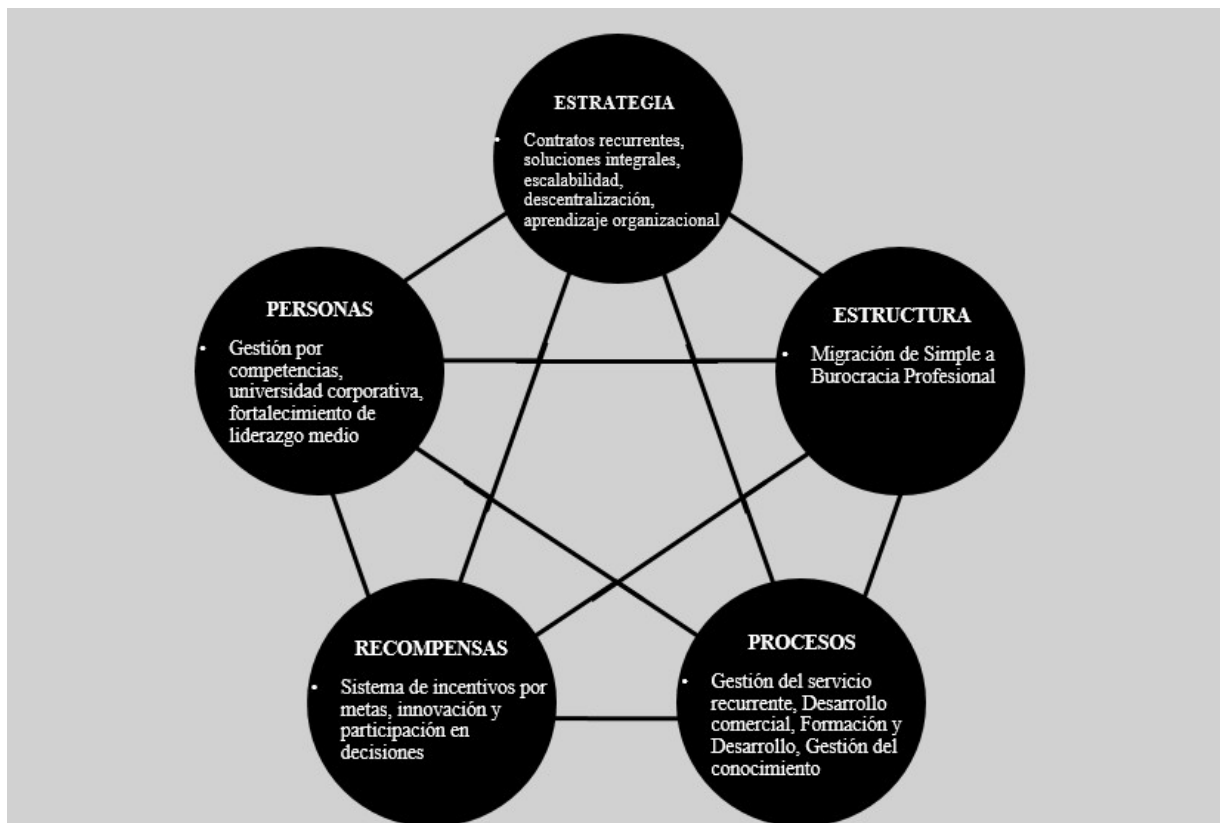 ESTRATEGIA
• Contratos recurrentes,
soluciones integrales,
escalabilidad,
descentralización,
aprendizaje organizacional
PERSONAS
• Gestión por
competencias,
universidad corporativa,
fortalecimiento de
liderazgo medio
ESTRUCTURA
• Migración de Simple a
Burocracia Profesional
RECOMPENSAS
• Sistema de incentivos por
metas, innovación y
participación en
decisiones
PROCESOS
• Gestión del servicio
recurrente, Desarrollo
comercial, Formación y
Desarrollo, Gestión del
conocimiento